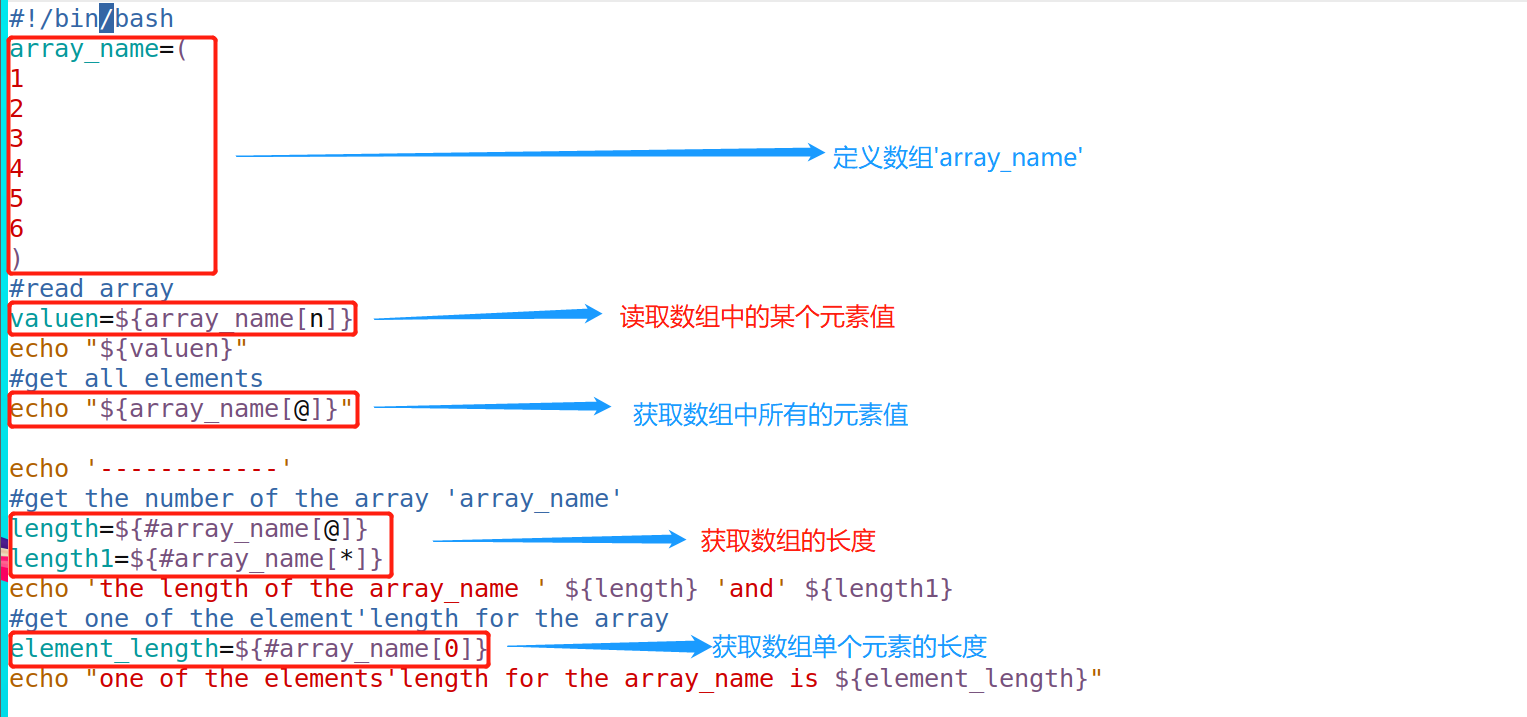 #!/bin/bash
array_name=(
1
2
3
4
5
6
)
定义数组'array_name'
#read array
valuen=${array_name[n]}
读取数组中的某个元素值
echo "${valuen}"
#get all elements
echo "${array_name[@]}"
获取数组中所有的元素值
echo '------------'
#get the number of the array 'array_name'
length=${#array_name[@]}
length1=${#array_name[*]}
获取数组的长度
echo 'the length of the array_name ' ${length} 'and' ${length1}
#get one of the element'length for the array
element_length=${#array_name[0]}
获取数组单个元素的长度
echo "one of the elements'length for the array_name is ${element_length}"